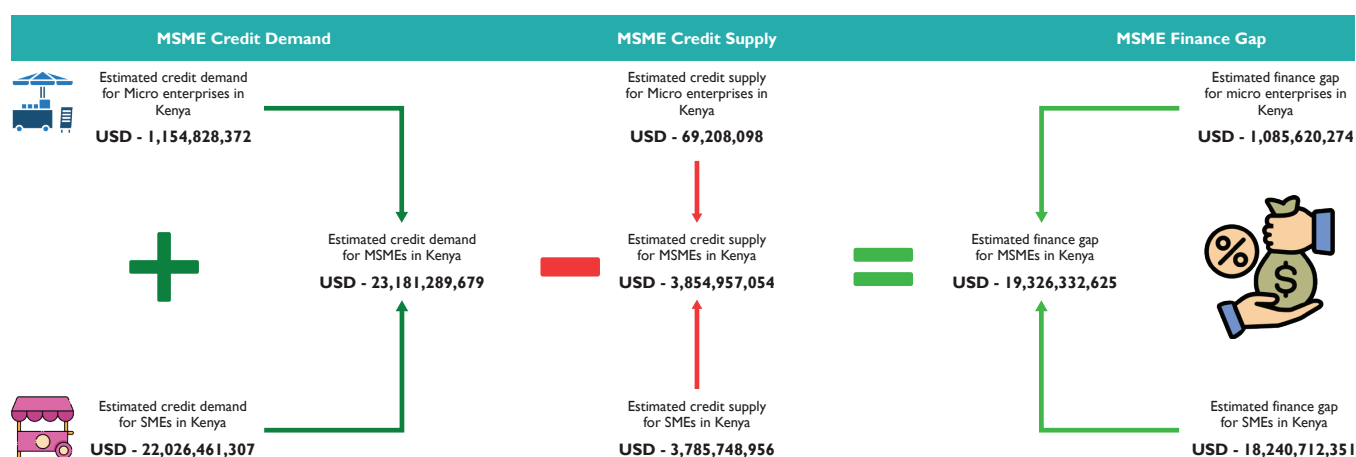 MSME Credit Demand
MSME Credit Supply
MSME Finance Gap
Estimated credit demand
for Micro enterprises in
Kenya
USD - 1,154,828,372
Estimated credit supply
for Micro enterprises in
Kenya
USD - 69,208,098
Estimated finance gap
for micro enterprises in
Kenya
USD - 1,085,620,274
Estimated credit demand
for MSMEs in Kenya
USD - 23,181,289,679
Estimated credit supply
for MSMEs in Kenya
USD - 3,854,957,054
Estimated finance gap
for MSMEs in Kenya
USD - 19,326,332,625
%
$
Estimated credit demand
for SMEs in Kenya
USD - 22,026,461,307
Estimated credit supply
for SMEs in Kenya
USD - 3,785,748,956
Estimated finance gap
for SMEs in Kenya
USD - 18,240,712,351